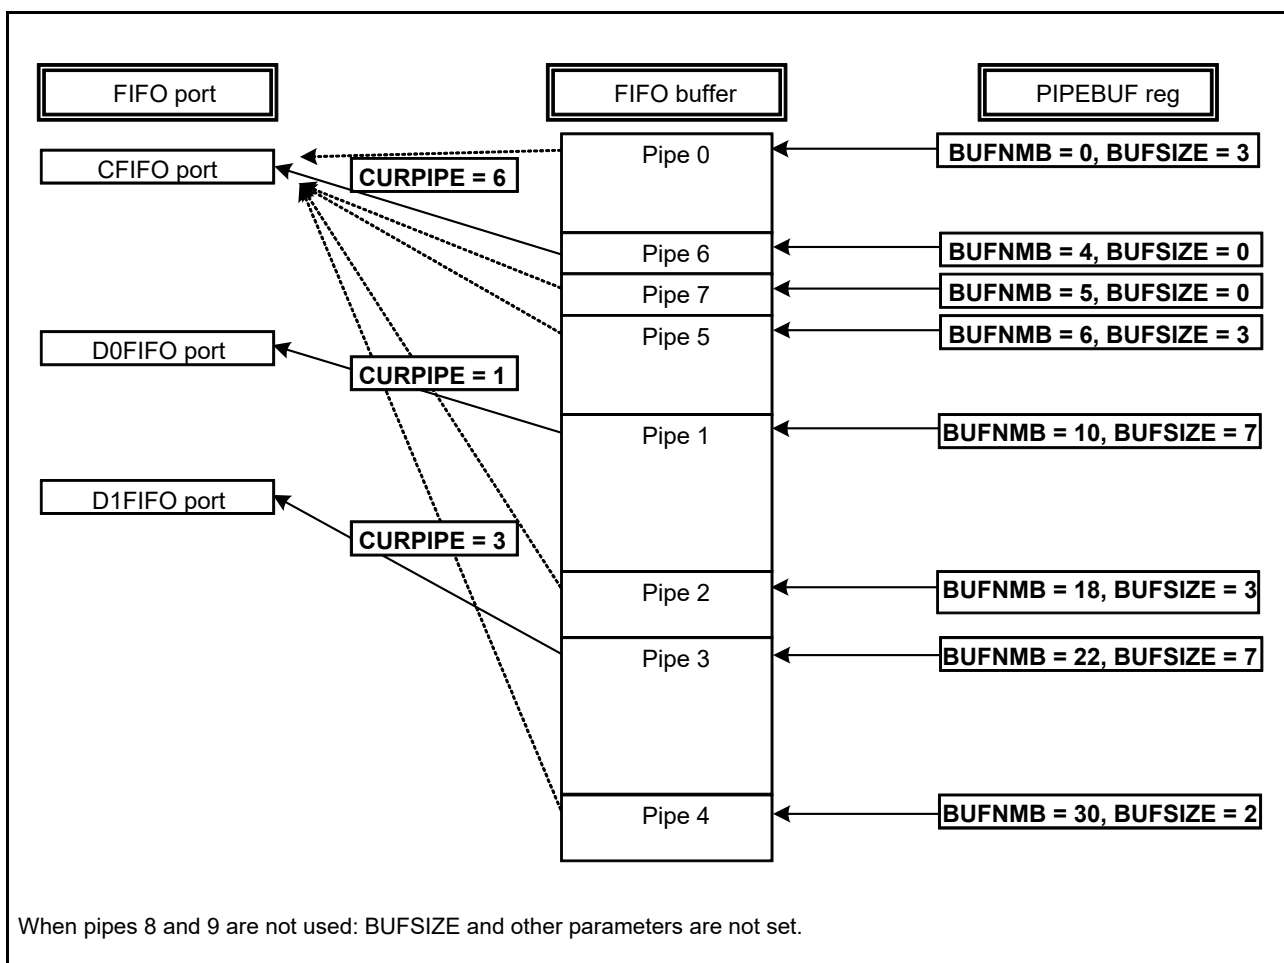 FIFO port
FIFO buffer
PIPEBUF reg
CFIFO port
CURPIPE = 6
Pipe 0
BUFNMB = 0, BUFSIZE = 3
Pipe 6
BUFNMB = 4, BUFSIZE = 0
Pipe 7
BUFNMB = 5, BUFSIZE = 0
D0FIFO port
CURPIPE = 1
Pipe 5
BUFNMB = 6, BUFSIZE = 3
Pipe 1
BUFNMB = 10, BUFSIZE = 7
D1FIFO port
CURPIPE = 3
Pipe 2
BUFNMB = 18, BUFSIZE = 3
Pipe 3
BUFNMB = 22, BUFSIZE = 7
Pipe 4
BUFNMB = 30, BUFSIZE = 2
When pipes 8 and 9 are not used: BUFSIZE and other parameters are not set.